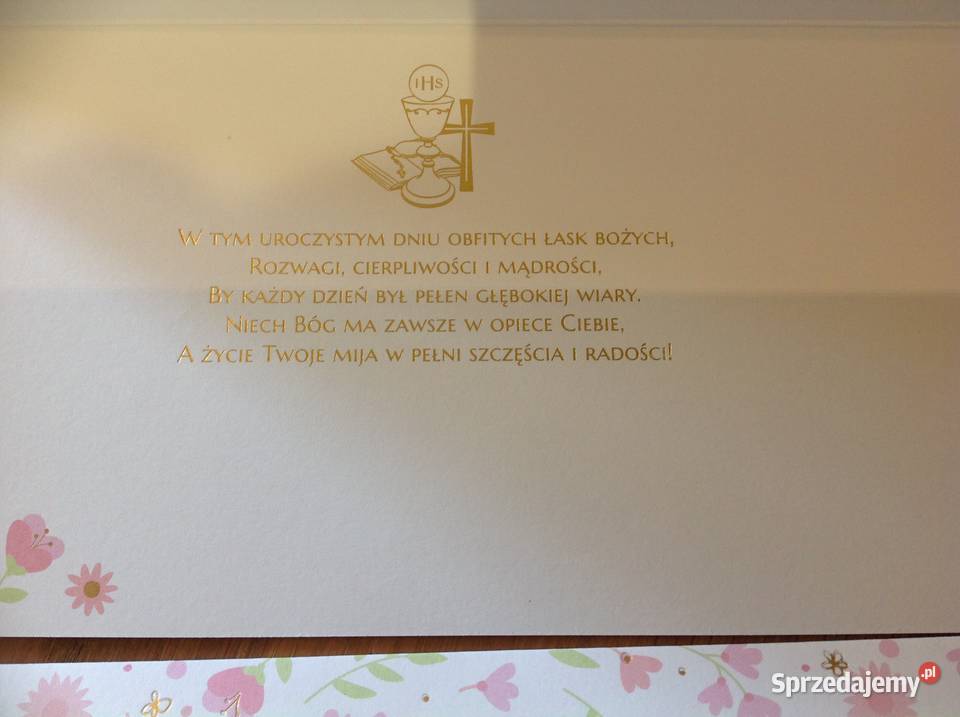 IHS
W TYM UROCZYSTYM DNIU OBFITYCH ŁASK BOŻYCH,
ROZWAGI, CIERPLIWOŚCI I MĄDROŚCI,
BY KAŻDY DZIEŃ BYŁ PEŁEN GŁĘBOKIEJ WIARY.
NIECH BÓG MA ZAWSZE W OPIECE CIEBIE,
A ŻYCIE TWOJE MIJA W PEŁNI SZCZĘŚCIA I RADOŚCI!
Sprzedajemy.pl